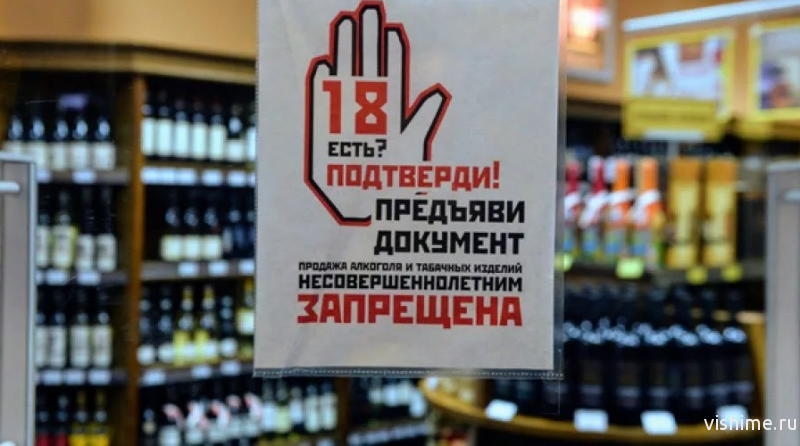 18
ЕСТЬ?
ПОДТВЕРДИ!
ПРЕДЪЯВИ
ДОКУМЕНТ
ПРОДАЖА АЛКОГОЛЯ И ТАБАЧНЫХ ИЗДЕЛИЙ
НЕСОВЕРШЕННОЛЕТНИМ
ЗАПРЕЩЕНА
vishime.ru